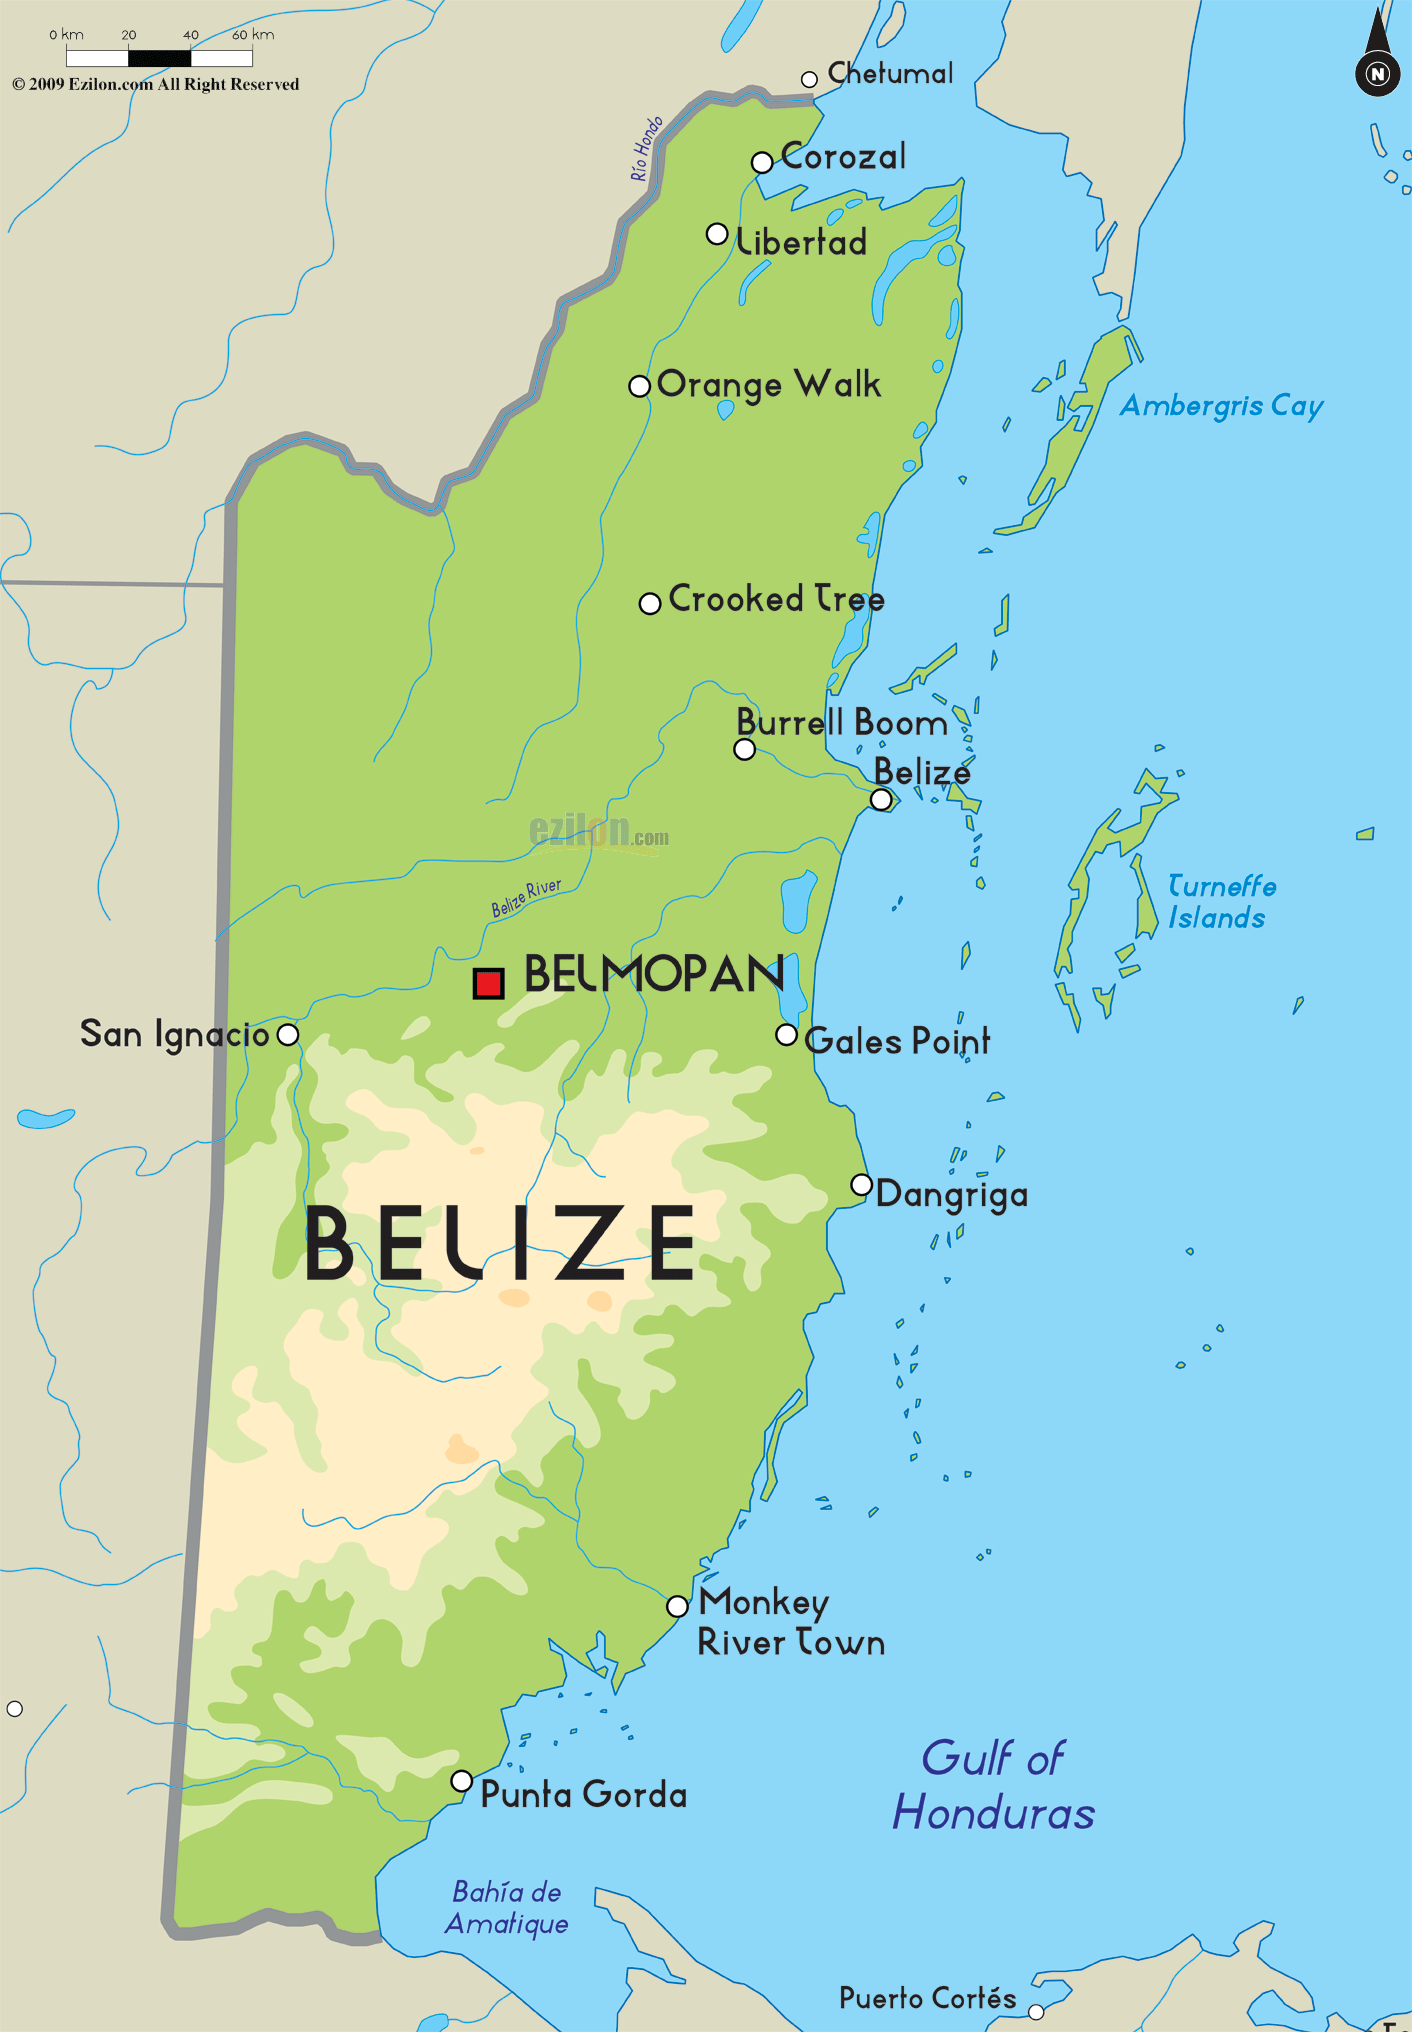 0 km 20 40 60 km
© 2009 Ezilon.com All Right Reserved
N
Chetumal
Río Hondo
Corozal
Libertad
Orange Walk
Ambergris Cay
Crooked Tree
Burrell Boom
Belize
ezilon.com
Belize River
Turneffe
Islands
BELMOPAN
San Ignacio
Gales Point
Dangriga
BELIZE
Monkey
River Town
Gulf of
Honduras
Punta Gorda
Bahía de
Amatique
Puerto Cortés